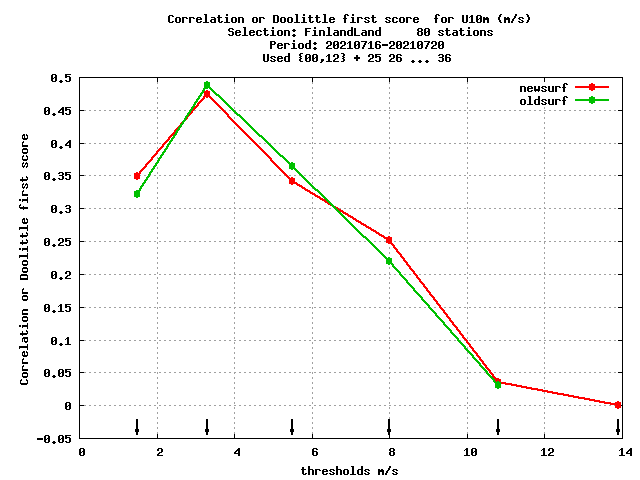 Correlation or Doolittle first score  for U10m (m/s)
Selection: FinlandLand     80 stations
Period: 20210716-20210720
Used {00,12} + 25 26 ... 36
newsurf
oldsurf
Correlation or Doolittle first score
0.5
0.45
0.4
0.35
0.3
0.25
0.2
0.15
0.1
0.05
0
-0.05
0 2 4 6 8 10 12 14
thresholds m/s